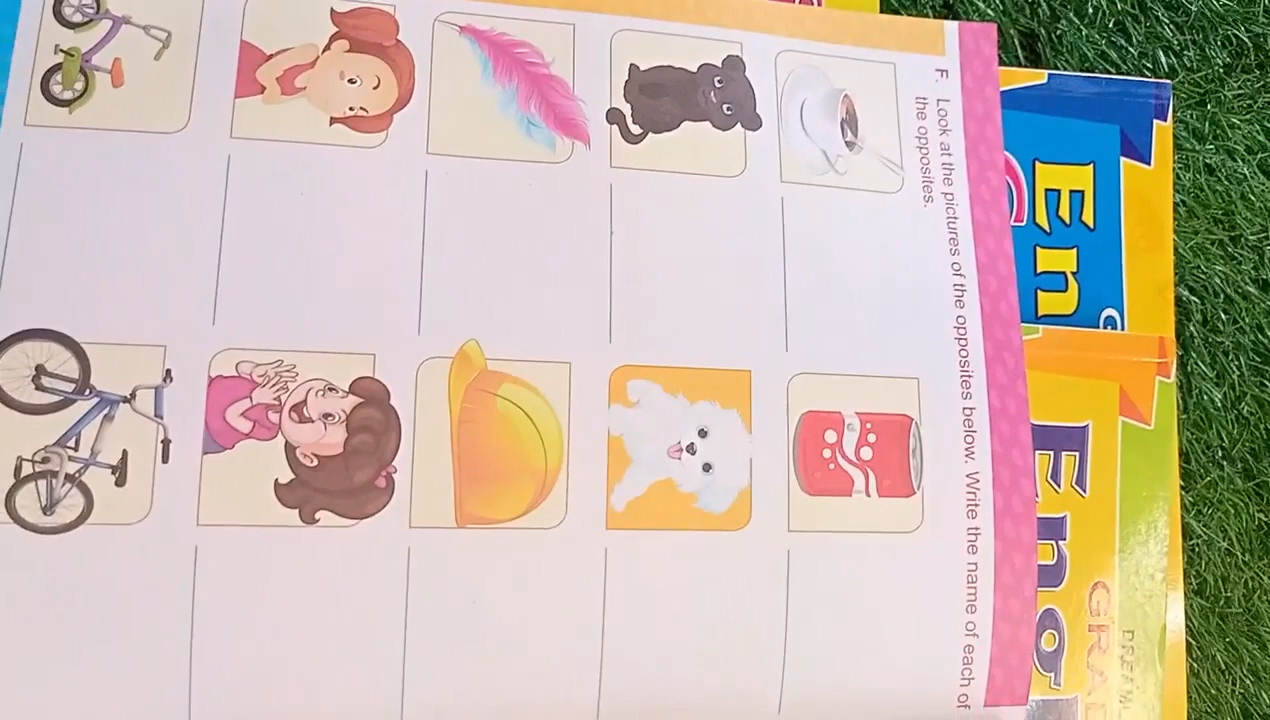 F. Look at the pictures of the opposites below. Write the name of each of
the opposites.
En
Eng
GRA
DREAM